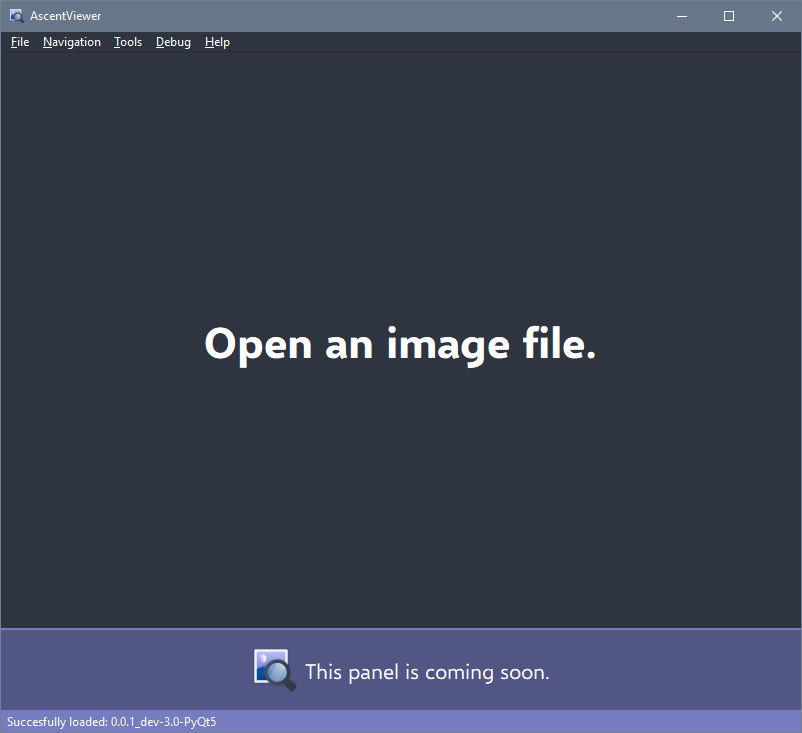 AscentViewer
File Navigation Tools Debug Help
Open an image file.
This panel is coming soon.
Succesfully loaded: 0.0.1_dev-3.0-PyQt5